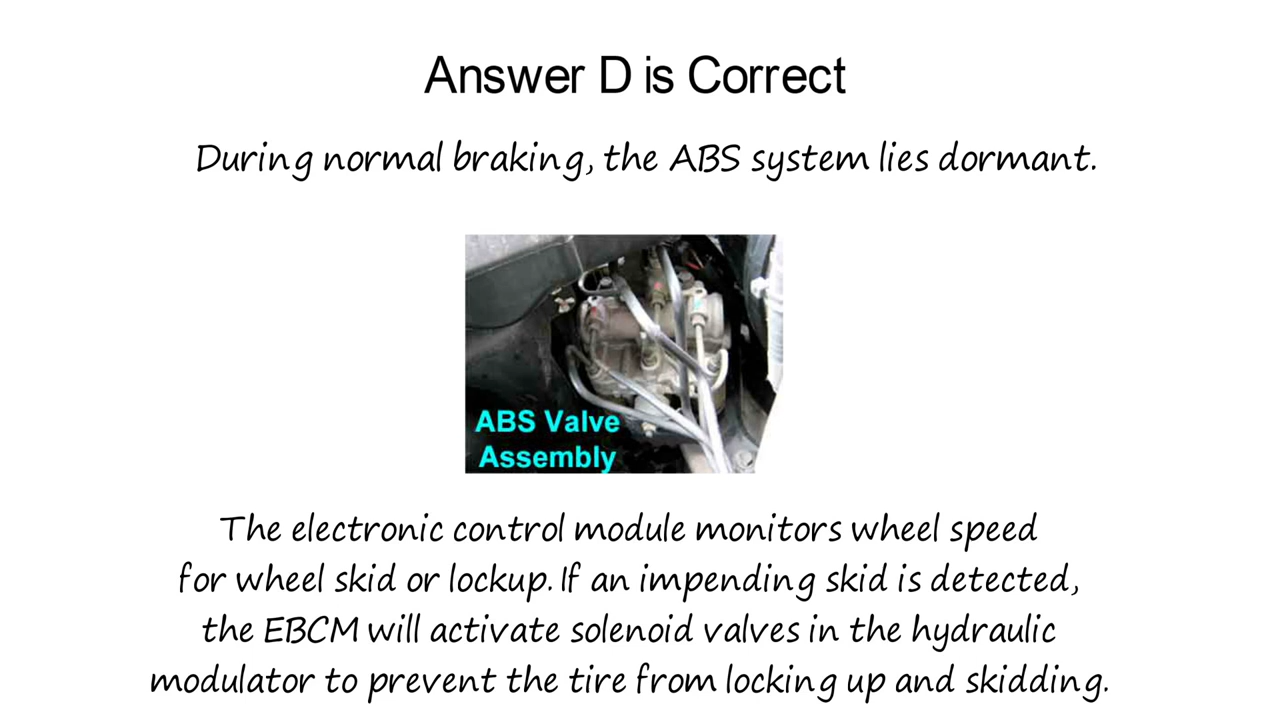 Answer D is Correct
During normal braking, the ABS system lies dormant.
ABS Valve
Assembly
The electronic control module monitors wheel speed
for wheel skid or lockup. If an impending skid is detected,
the EBCM will activate solenoid valves in the hydraulic
modulator to prevent the tire from locking up and skidding.